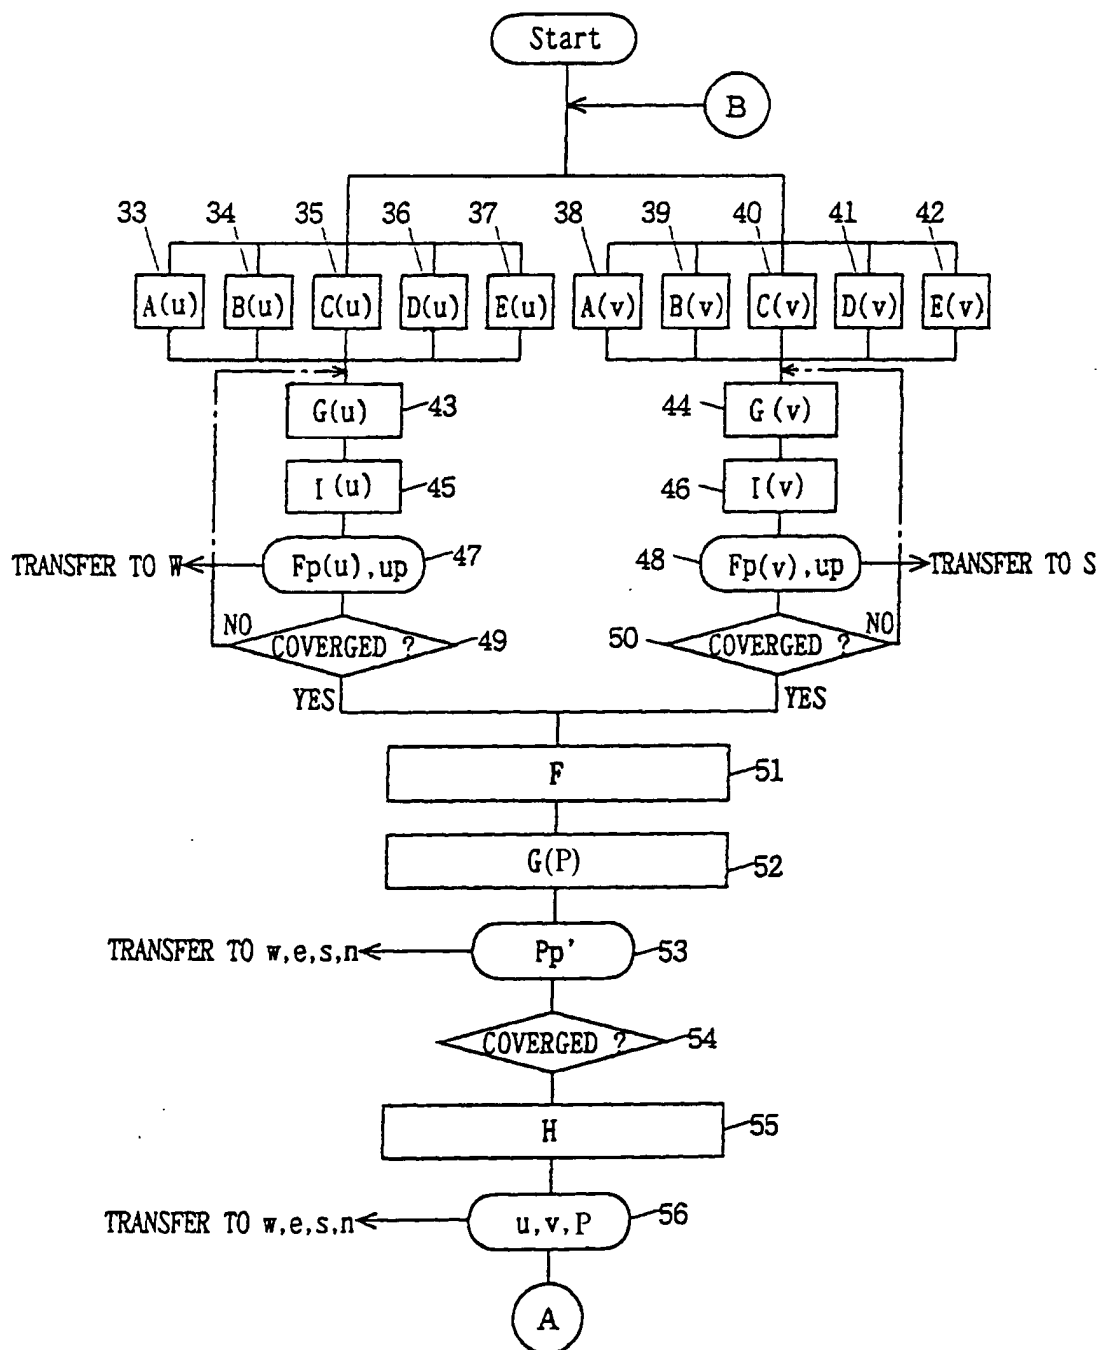 Start
B
33 34 35 36 37 38 39 40 41 42
A(u) B(u) C(u) D(u) E(u) A(v) B(v) C(v) D(v) E(v)
G(u) 43 44 G(v)
I(u) 45 46 I(v)
TRANSFER TO W Fp(u),up 47 48 Fp(v),up TRANSFER TO S
NO COVERGED ? 49 50 COVERGED ? NO
YES YES
F 51
G(P) 52
TRANSFER TO w,e,s,n Pp' 53
COVERGED ? 54
H 55
TRANSFER TO w,e,s,n u,v,P 56
A